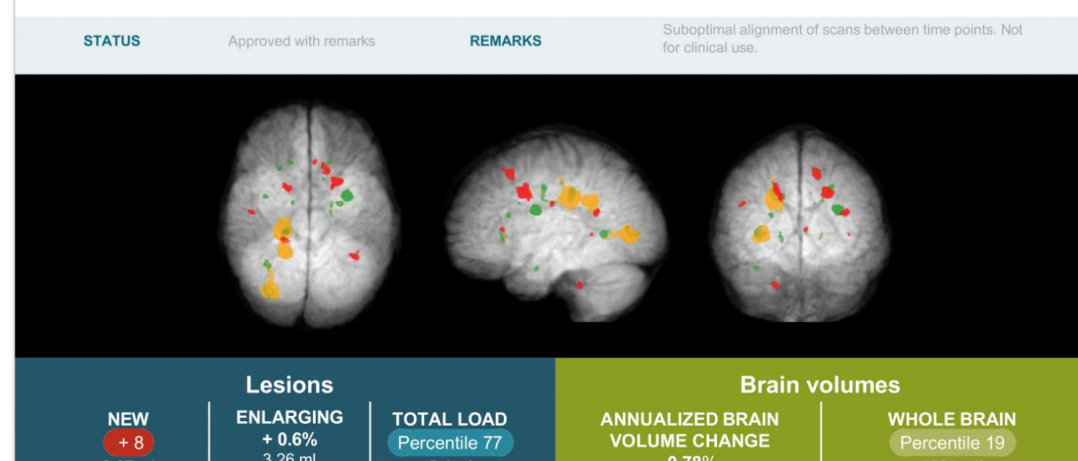 STATUS Approved with remarks REMARKS Suboptimal alignment of scans between time points. Not
for clinical use.
Lesions
Brain volumes
NEW
+ 8
ENLARGING
+ 0.6%
3.26 ml
TOTAL LOAD
Percentile 77
ANNUALIZED BRAIN
VOLUME CHANGE
WHOLE BRAIN
Percentile 19